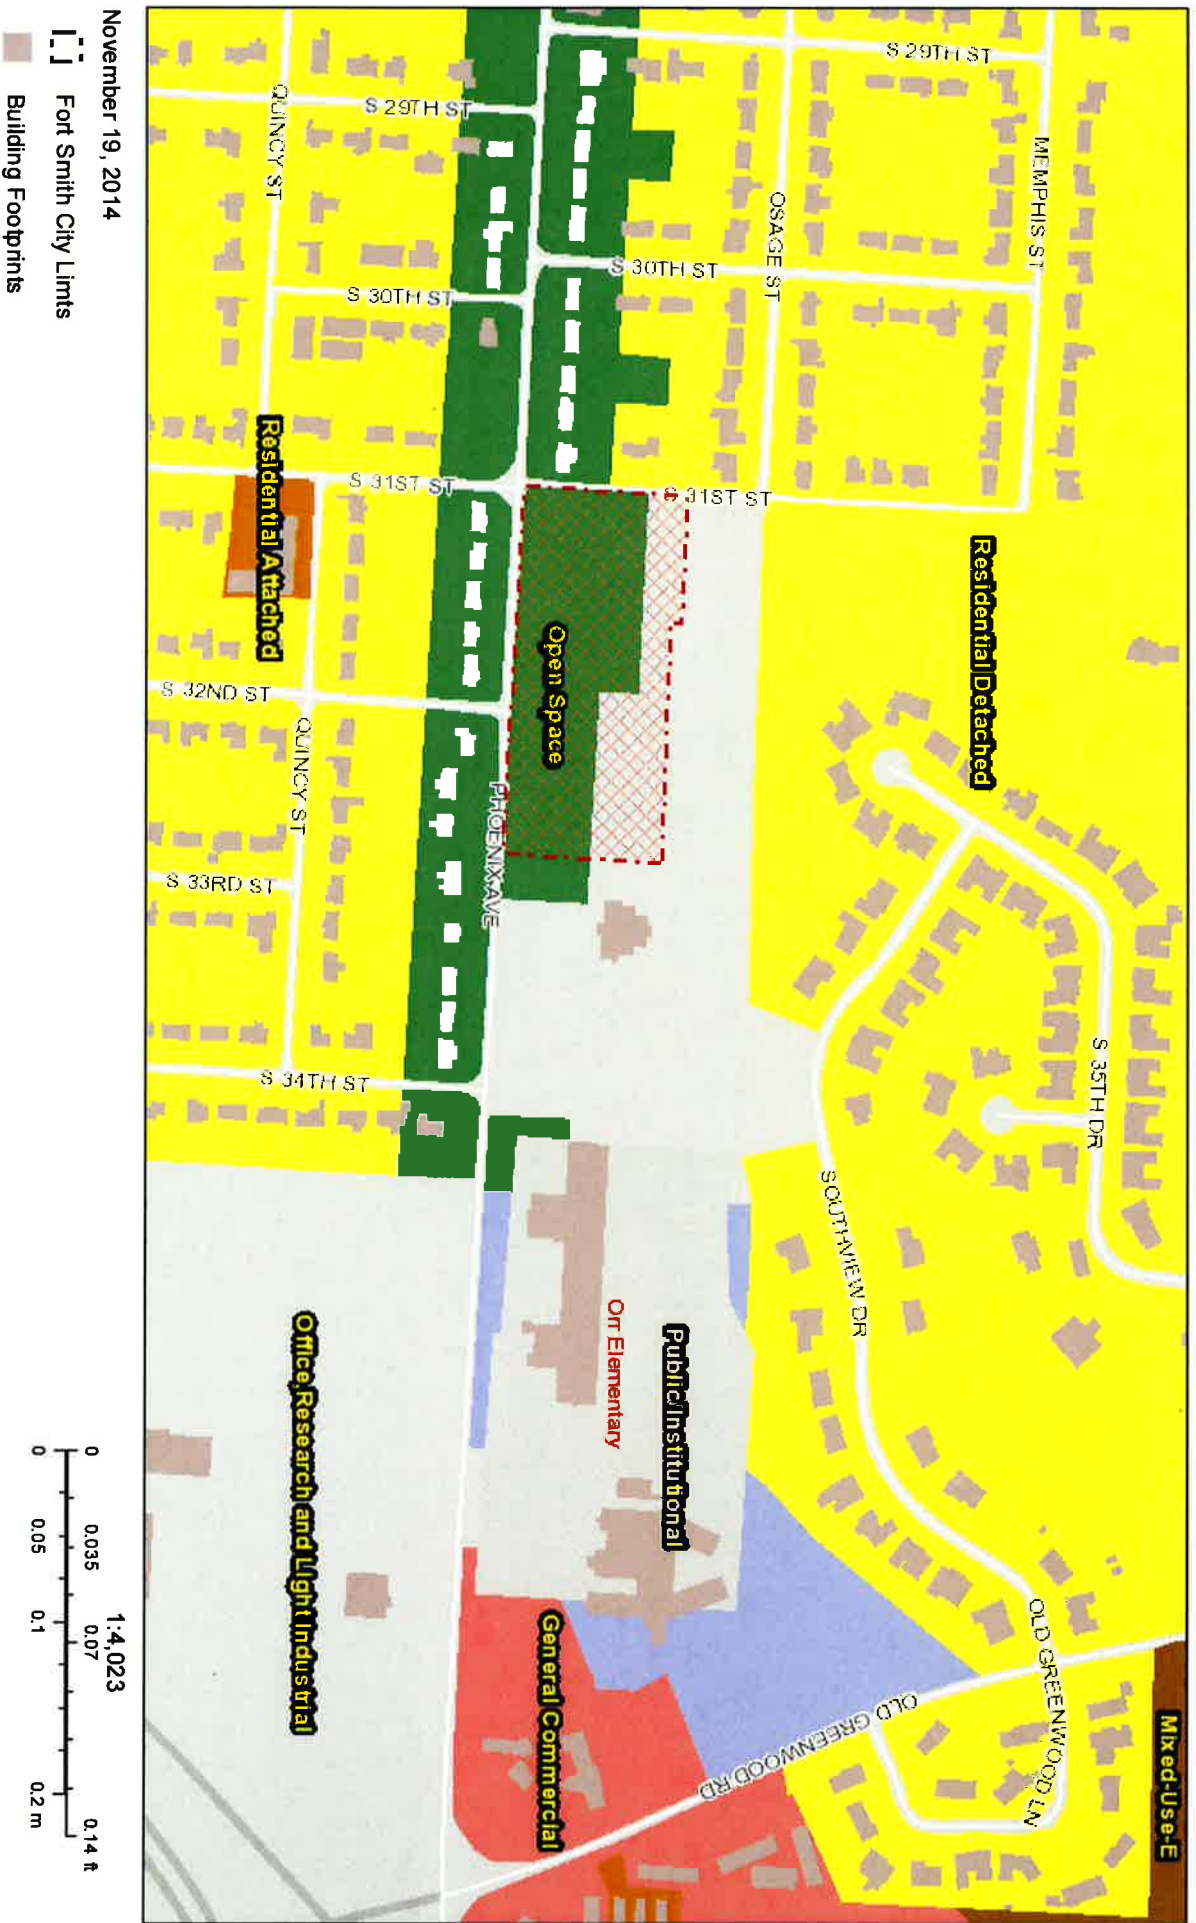 Mixed-Use-E
MEMPHIS ST
S 29TH ST
OSAGE ST
S 30TH ST
S 31ST ST
Residential Detached
S 35TH DR
SOUTHVIEW DR
OLD GREENWOOD LN
OLD GREENWOOD RD
Public/Institutional
Orr Elementary
Open Space
General Commercial
PHOENIX AVE
S 29TH ST
S 30TH ST
S 31ST ST
QUINCY ST
Residential Attached
S 32ND ST
QUINCY ST
S 33RD ST
S 34TH ST
Office,Research and Light Industrial
November 19, 2014
Fort Smith City Limts
Building Footprints
1:4,023
0 0.035 0.07 0.14 ft
0 0.05 0.1 0.2 m